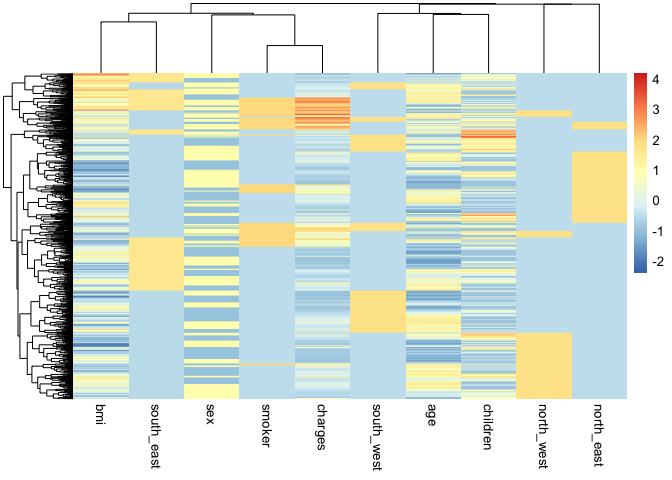 4
3
2
1
0
-1
-2
bmi
south_east
sex
smoker
charges
south_west
age
children
north_west
north_east